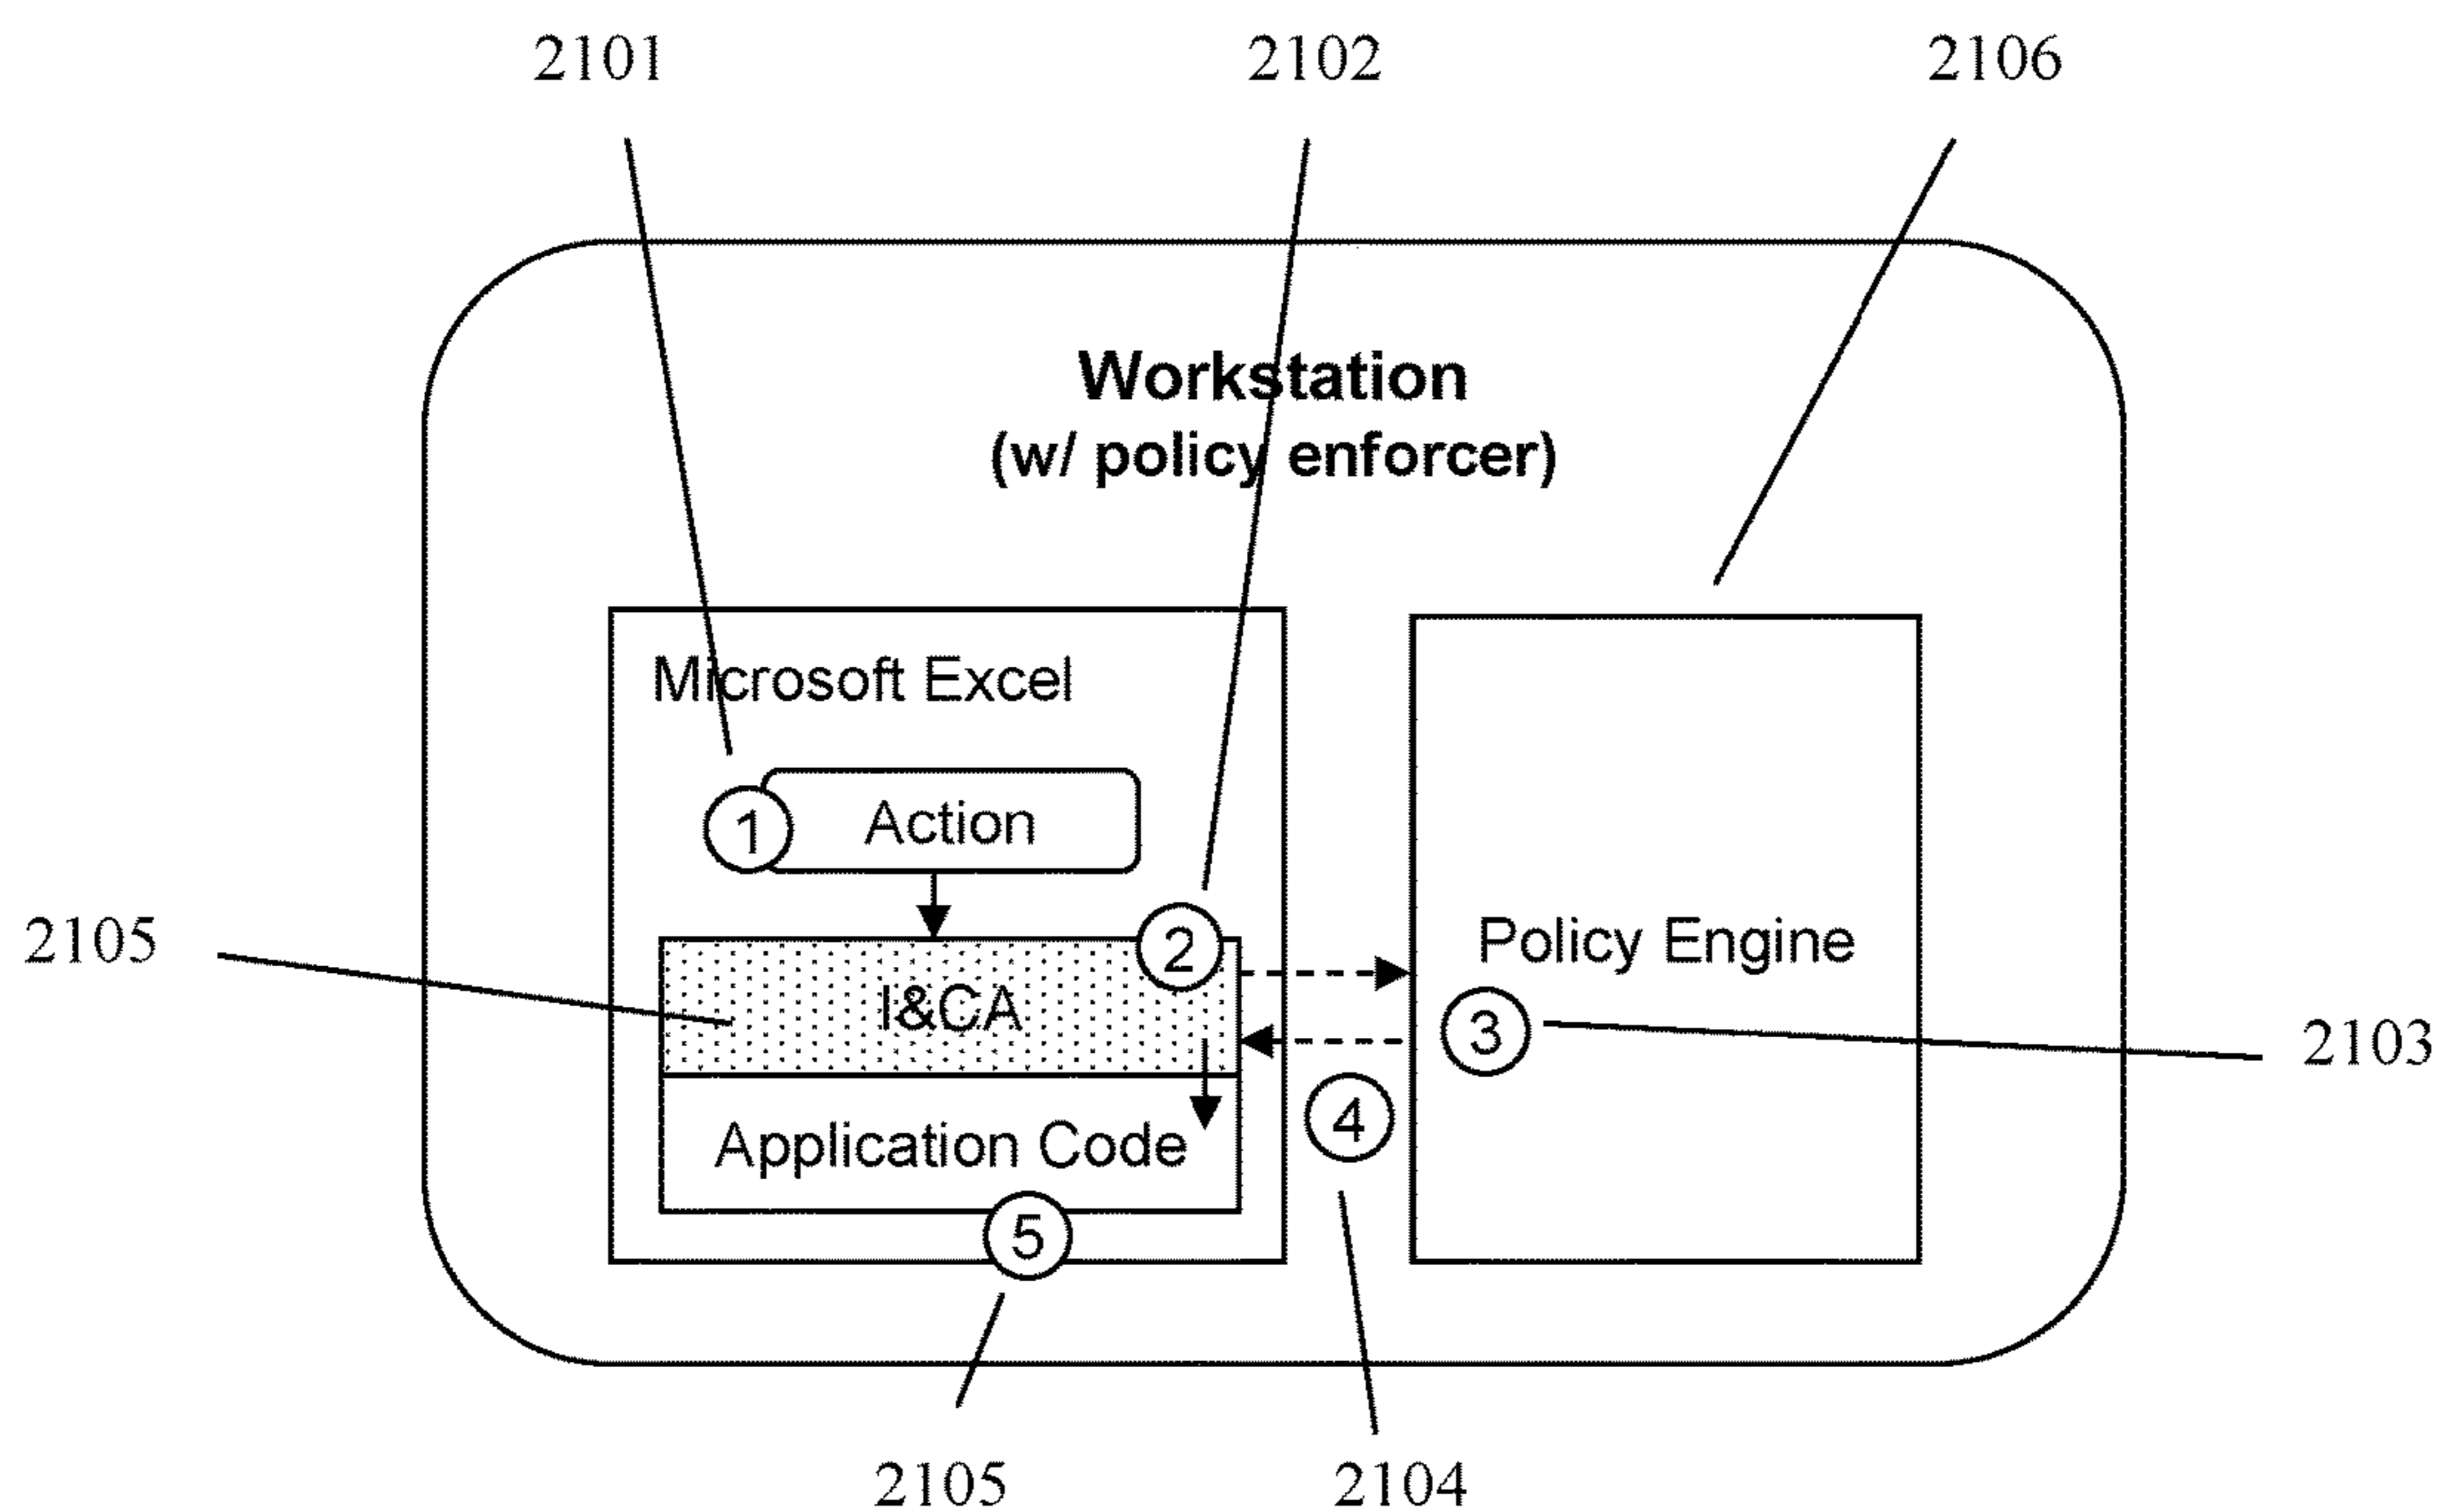 2101
2102
2106
Workstation
(w/ policy enforcer)
Microsoft Excel
1
Action
2105
2
I&CA
Policy Engine
3
2103
4
Application Code
5
2105
2104